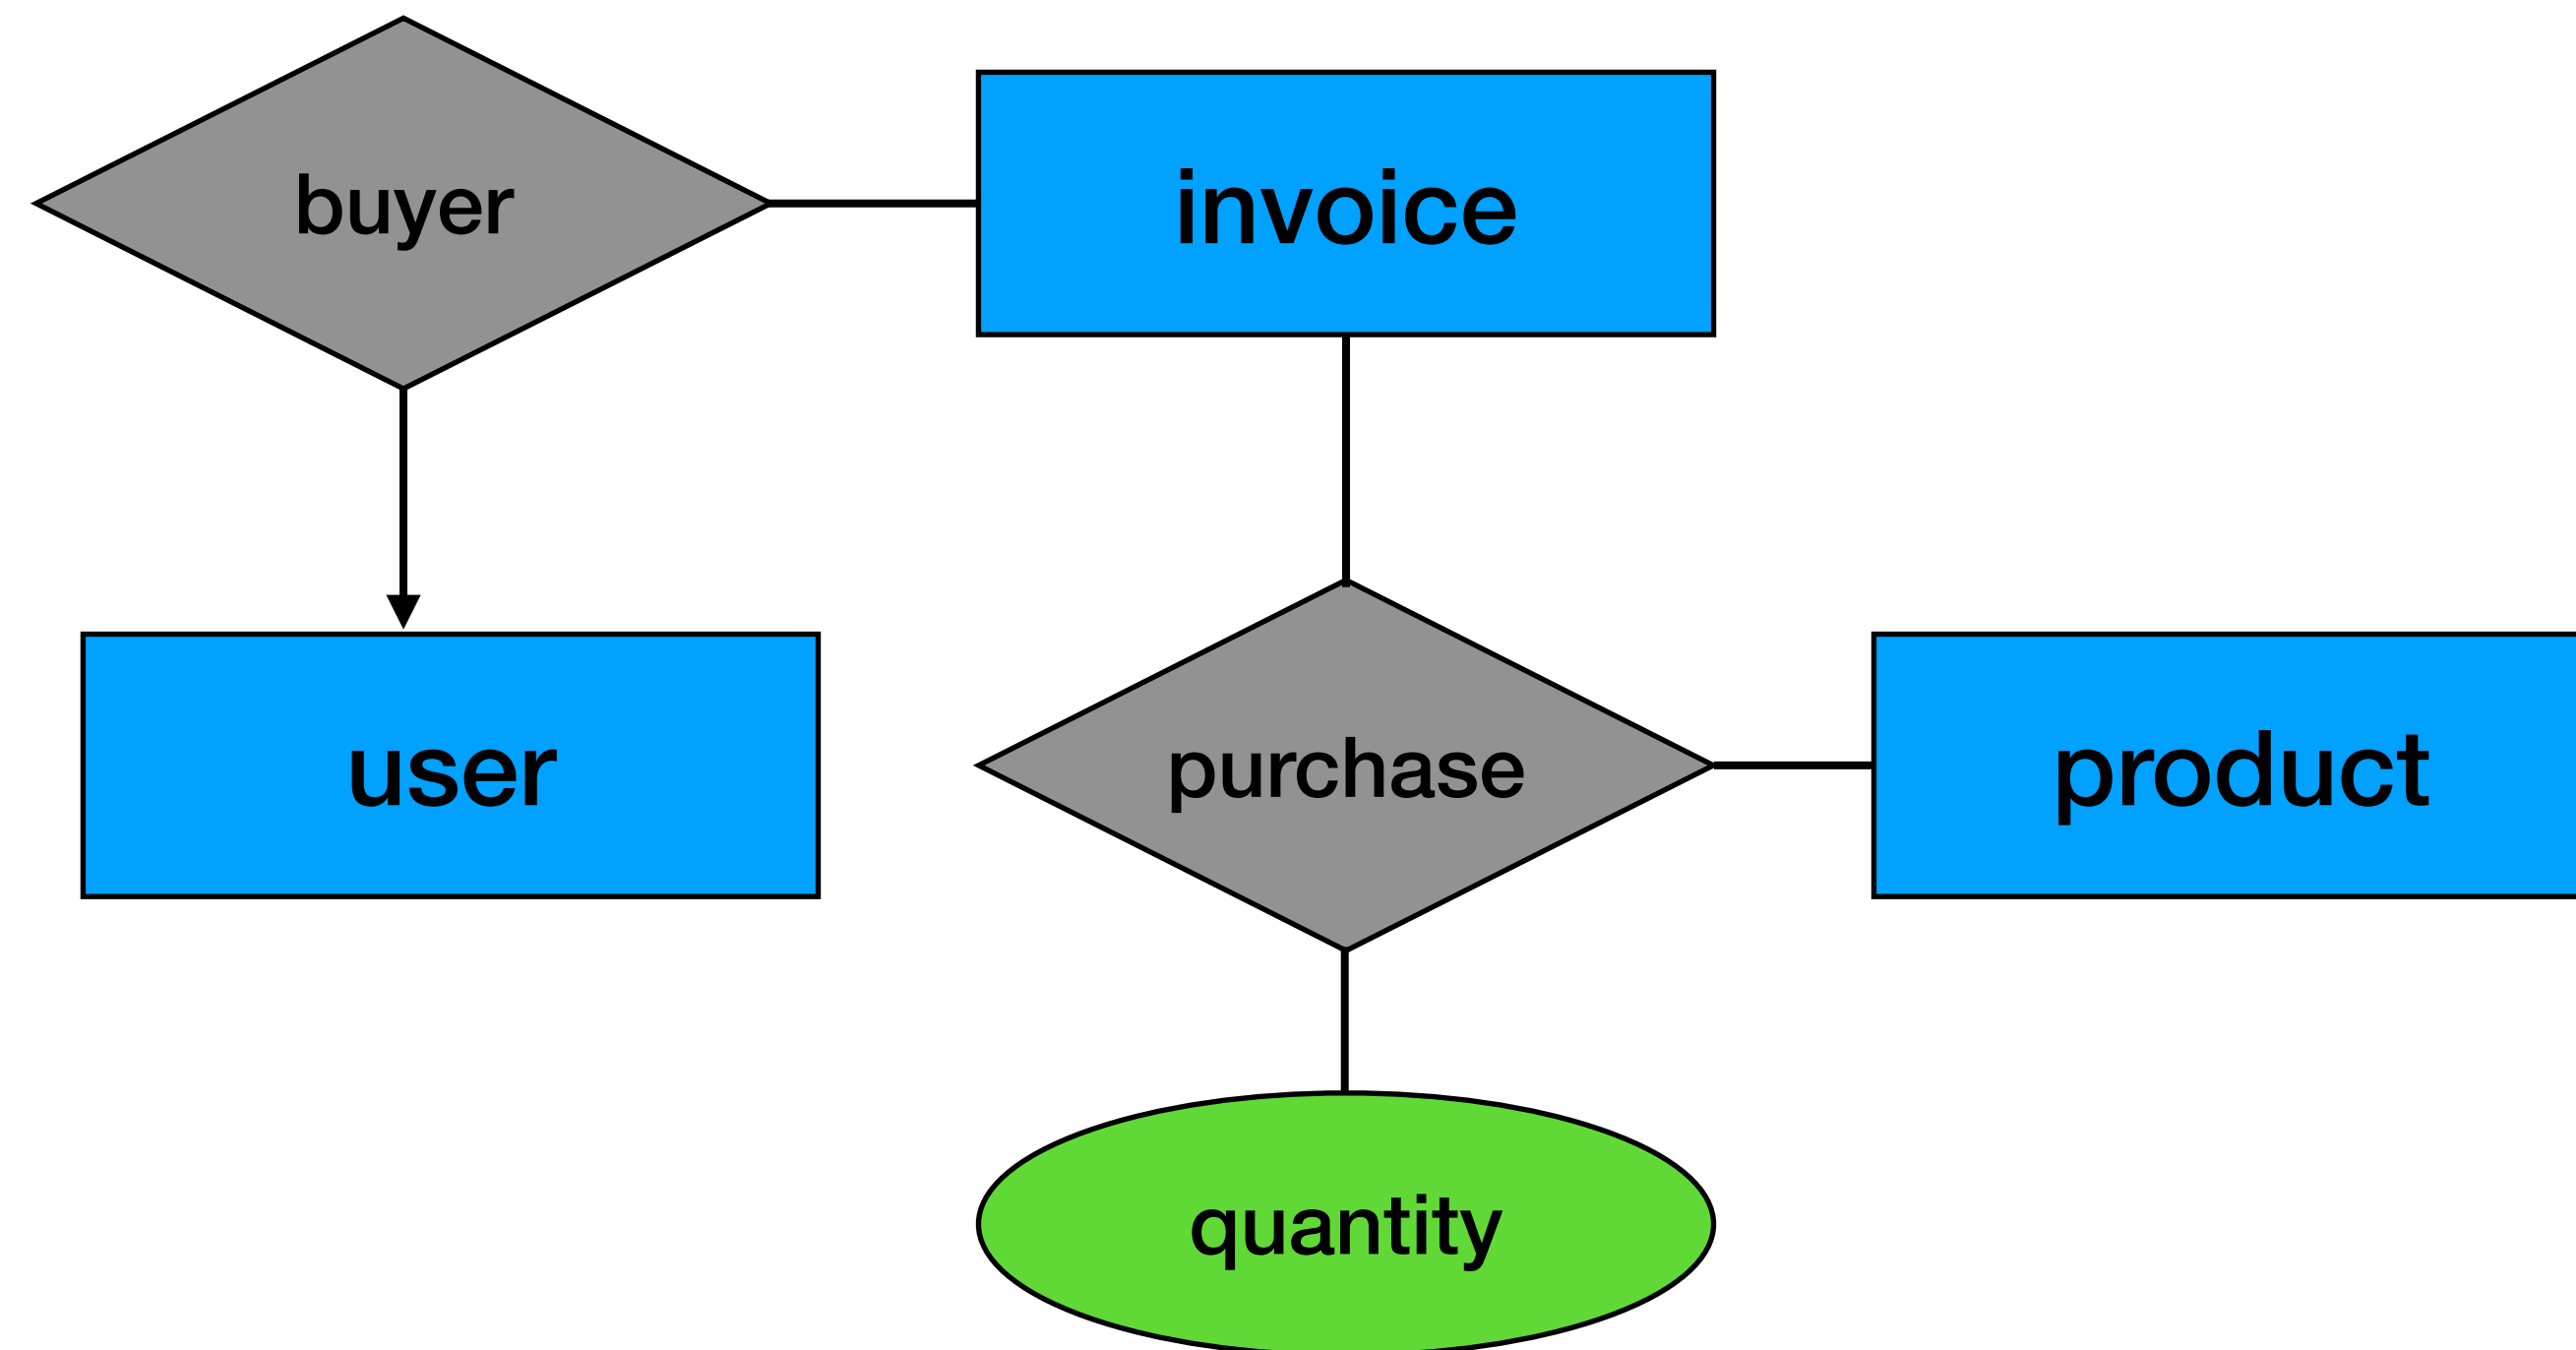 buyer
invoice
user
purchase
product
quantity